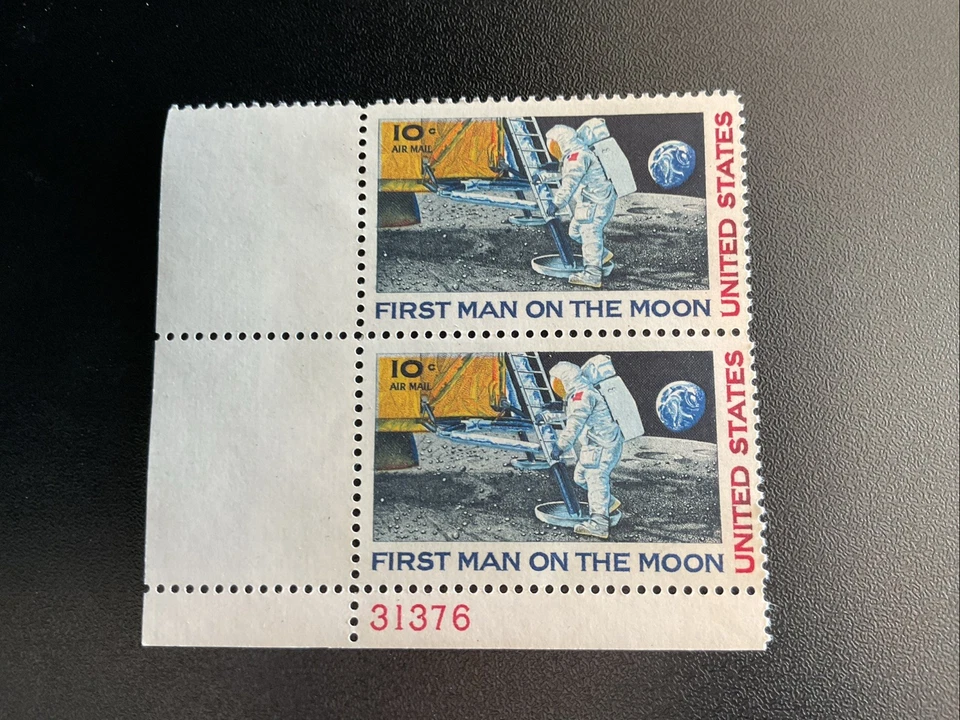 10c
AIR MAIL
UNITED STATES
FIRST MAN ON THE MOON
10c
AIR MAIL
UNITED STATES
FIRST MAN ON THE MOON
31376